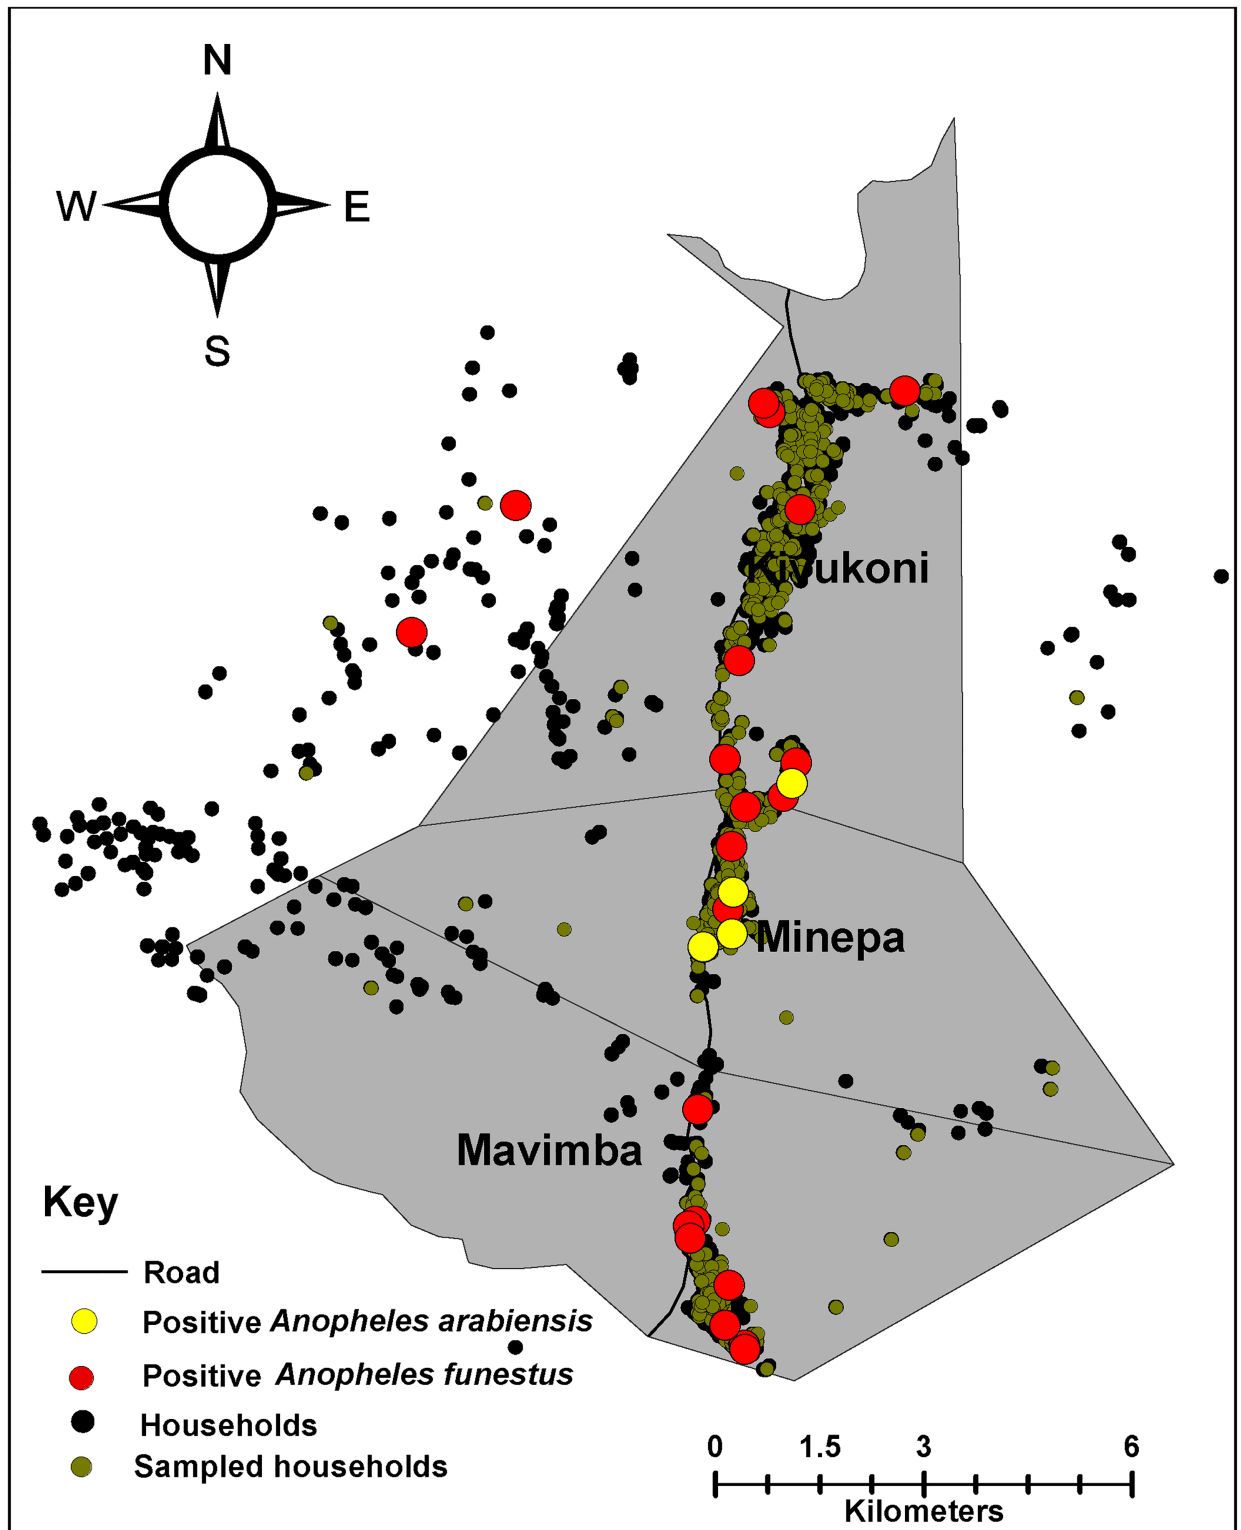 N
W
E
S
Kivukoni
Minepa
Mavimba
Key
Road
Positive Anopheles arabiensis
Positive Anopheles funestus
Households
Sampled households
0 1.5 3 6
Kilometers